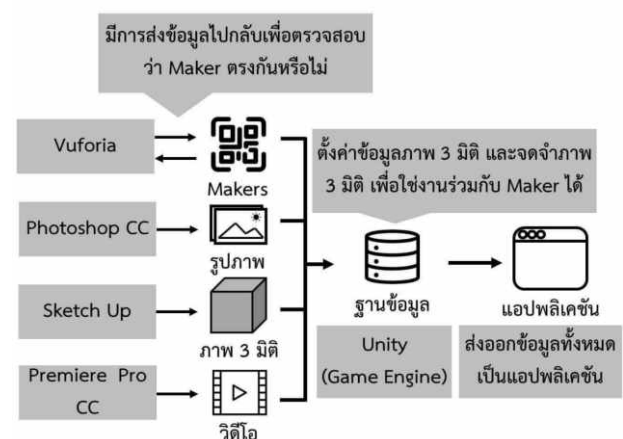 มีการส่งข้อมูลไปกลับเพื่อตรวจสอบ
ว่า Maker ตรงกันหรือไม่
Vuforia
Makers
ตั้งค่าข้อมูลภาพ 3 มิติ และจดจำภาพ
3 มิติ เพื่อใช้งานร่วมกับ Maker ได้
Photoshop CC
รูปภาพ
Sketch Up
ภาพ 3 มิติ
ฐานข้อมูล
แอปพลิเคชัน
Unity
(Game Engine)
ส่งออกข้อมูลทั้งหมด
เป็นแอปพลิเคชัน
Premiere Pro
CC
วิดีโอ